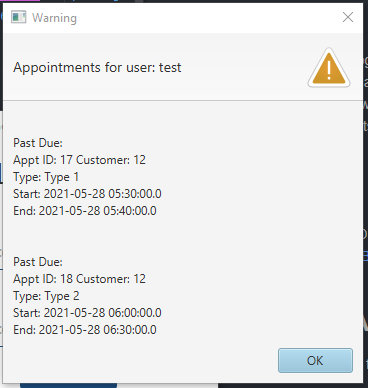 Warning
Appointments for user: test
Past Due:
Appt ID: 17 Customer: 12
Type: Type 1
Start: 2021-05-28 05:30:00.0
End: 2021-05-28 05:40:00.0
Past Due:
Appt ID: 18 Customer: 12
Type: Type 2
Start: 2021-05-28 06:00:00.0
End: 2021-05-28 06:30:00.0
OK